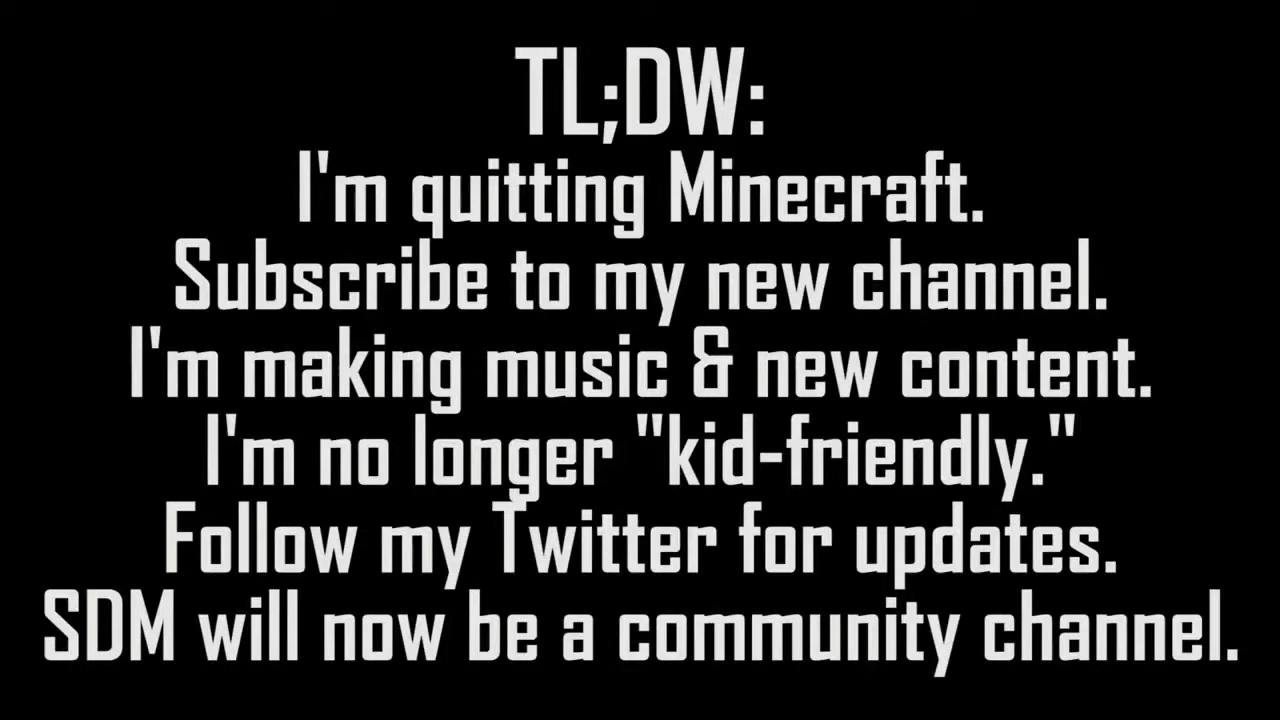 TL;DW:
I'm quitting Minecraft.
Subscribe to my new channel.
I'm making music & new content.
I'm no longer "kid-friendly."
Follow my Twitter for updates.
SDM will now be a community channel.